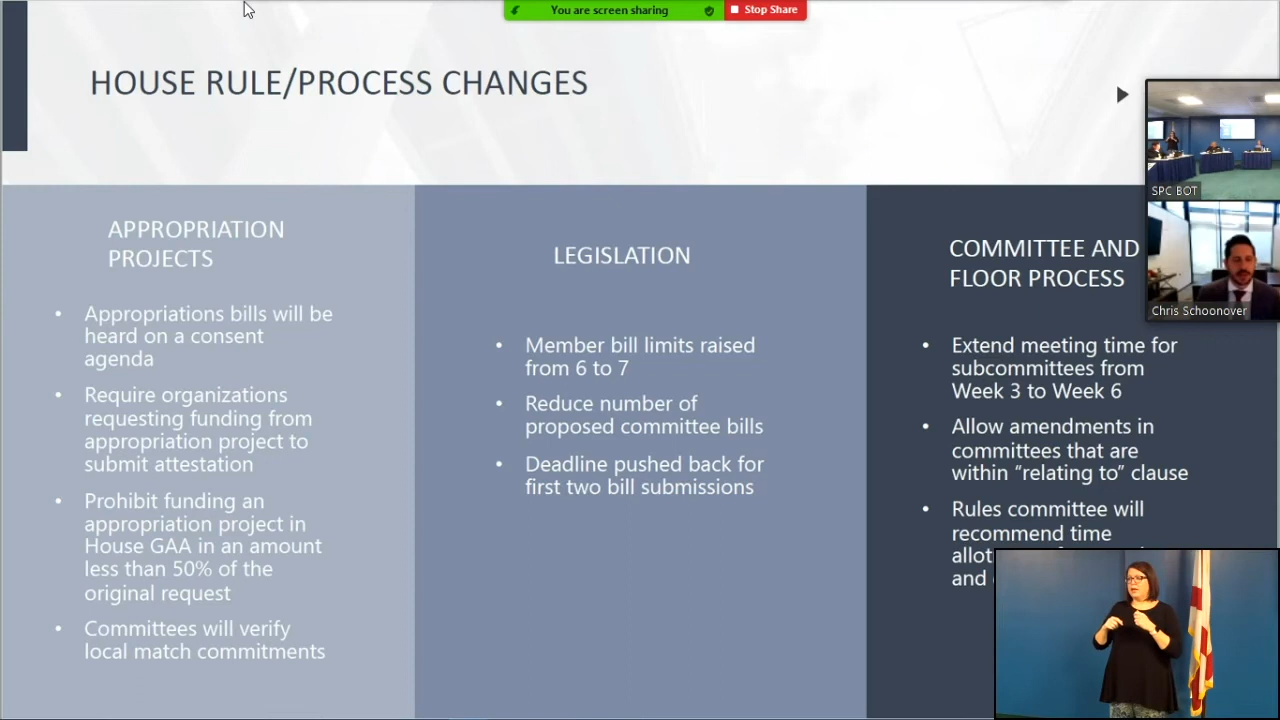 You are screen sharing
Stop Share
HOUSE RULE/PROCESS CHANGES
SPC BOT
Chris Schoonover
APPROPRIATION
PROJECTS
• Appropriations bills will be
heard on a consent
agenda
• Require organizations
requesting funding from
appropriation project to
submit attestation
• Prohibit funding an
appropriation project in
House GAA in an amount
less than 50% of the
original request
• Committees will verify
local match commitments
LEGISLATION
• Member bill limits raised
from 6 to 7
• Reduce number of
proposed committee bills
• Deadline pushed back for
first two bill submissions
COMMITTEE AND
FLOOR PROCESS
• Extend meeting time for
subcommittees from
Week 3 to Week 6
• Allow amendments in
committees that are
within “relating to” clause
• Rules committee will
recommend time
and